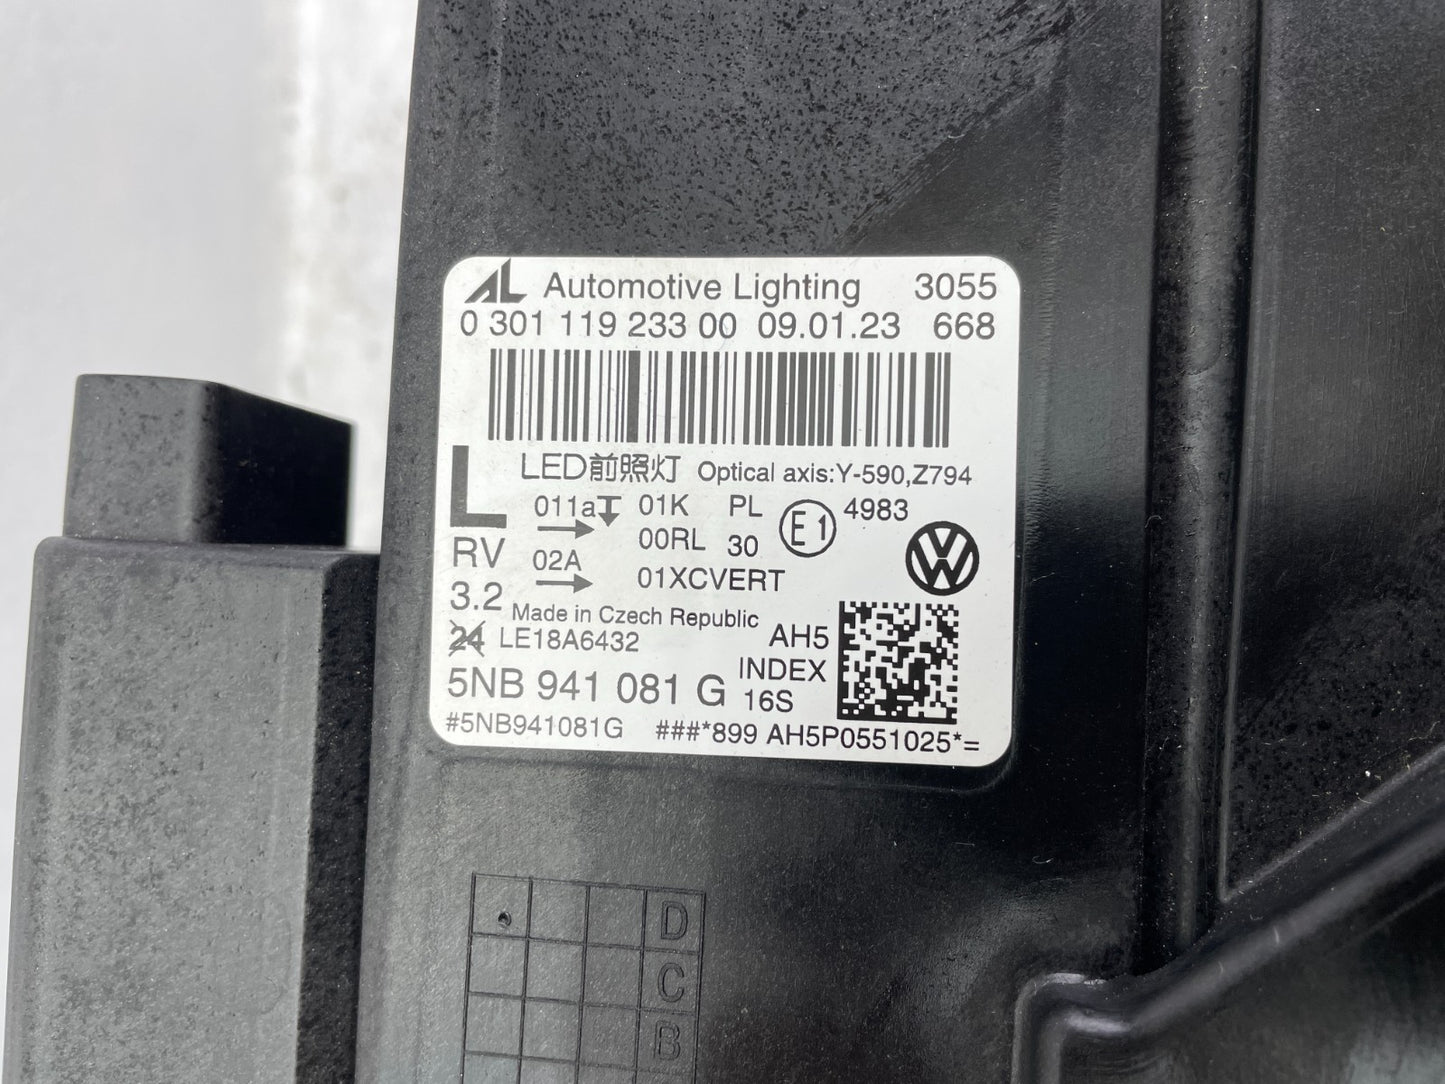 AL Automotive Lighting 3055
0 301 119 233 00 09.01.23 668
L LED前照灯 Optical axis:Y-590,Z794
011a 01K PL E1 4983
00RL 30
RV 02A 01XCVERT
3.2 Made in Czech Republic
24 LE18A6432 AH5
5NB 941 081 G INDEX 16S
#5NB941081G ###*899 AH5P0551025*=
D
C
B